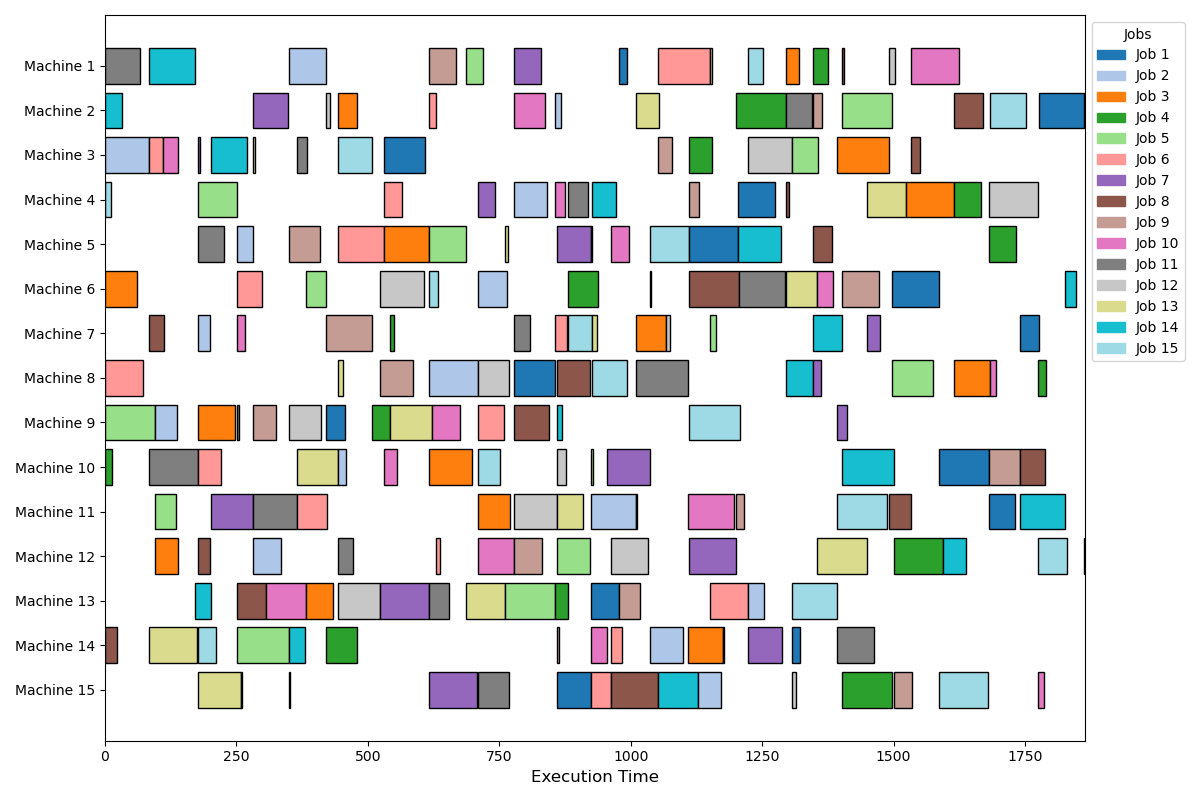 Machine 1
Machine 2
Machine 3
Machine 4
Machine 5
Machine 6
Machine 7
Machine 8
Machine 9
Machine 10
Machine 11
Machine 12
Machine 13
Machine 14
Machine 15
0 250 500 750 1000 1250 1500 1750
Execution Time
Jobs
Job 1
Job 2
Job 3
Job 4
Job 5
Job 6
Job 7
Job 8
Job 9
Job 10
Job 11
Job 12
Job 13
Job 14
Job 15